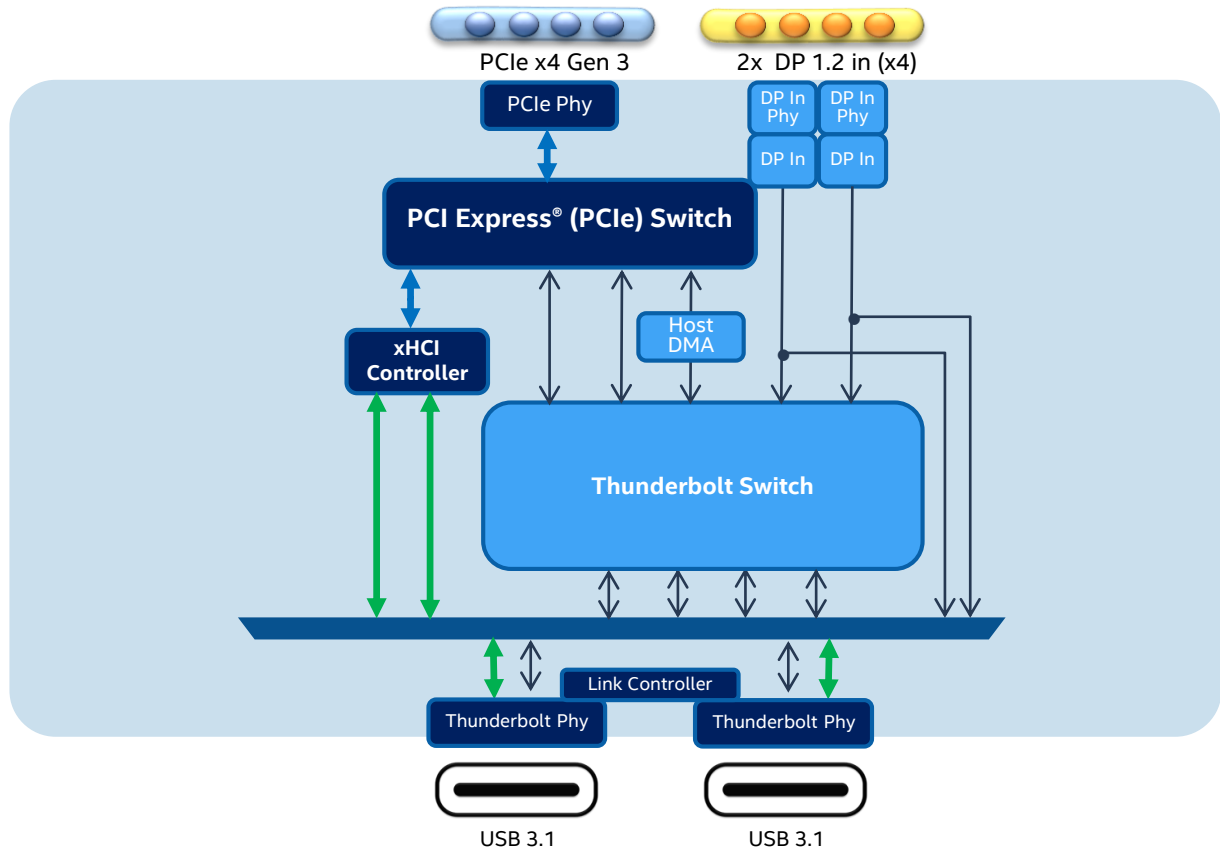 PCIe x4 Gen 3
2x DP 1.2 in (x4)
PCIe Phy
DP In
Phy
DP In
Phy
DP In
DP In
PCI Express® (PCIe) Switch
Host
DMA
xHCI
Controller
Thunderbolt Switch
Link Controller
Thunderbolt Phy
Thunderbolt Phy
USB 3.1
USB 3.1